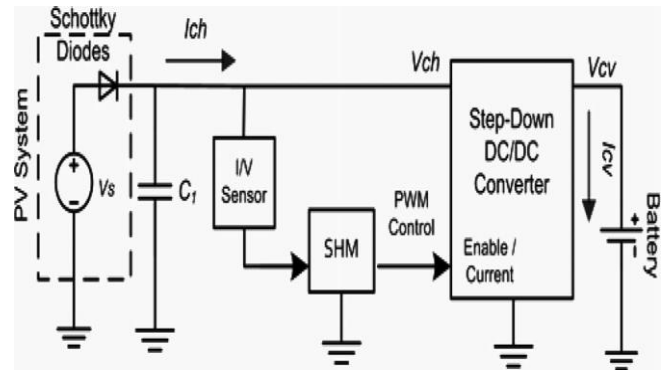 Schottky
Diodes
Ich
Vch
Vcv
PV System
Vs
C1
I/V
Sensor
SHM
PWM
Control
Step-Down
DC/DC
Converter
Enable /
Current
Icv
Battery
+
-
+
-